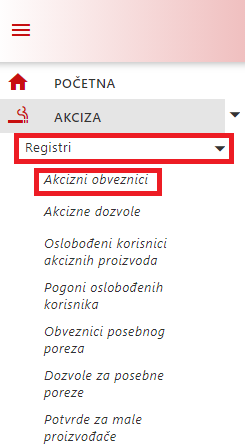 POČETNA
AKCIZA
Registri
Akcizni obveznici
Akcizne dozvole
Oslobođeni korisnici
akciznih proizvoda
Pogoni oslobođenih
korisnika
Obveznici posebnog
poreza
Dozvole za posebne
poreze
Potvrde za male
proizvođače